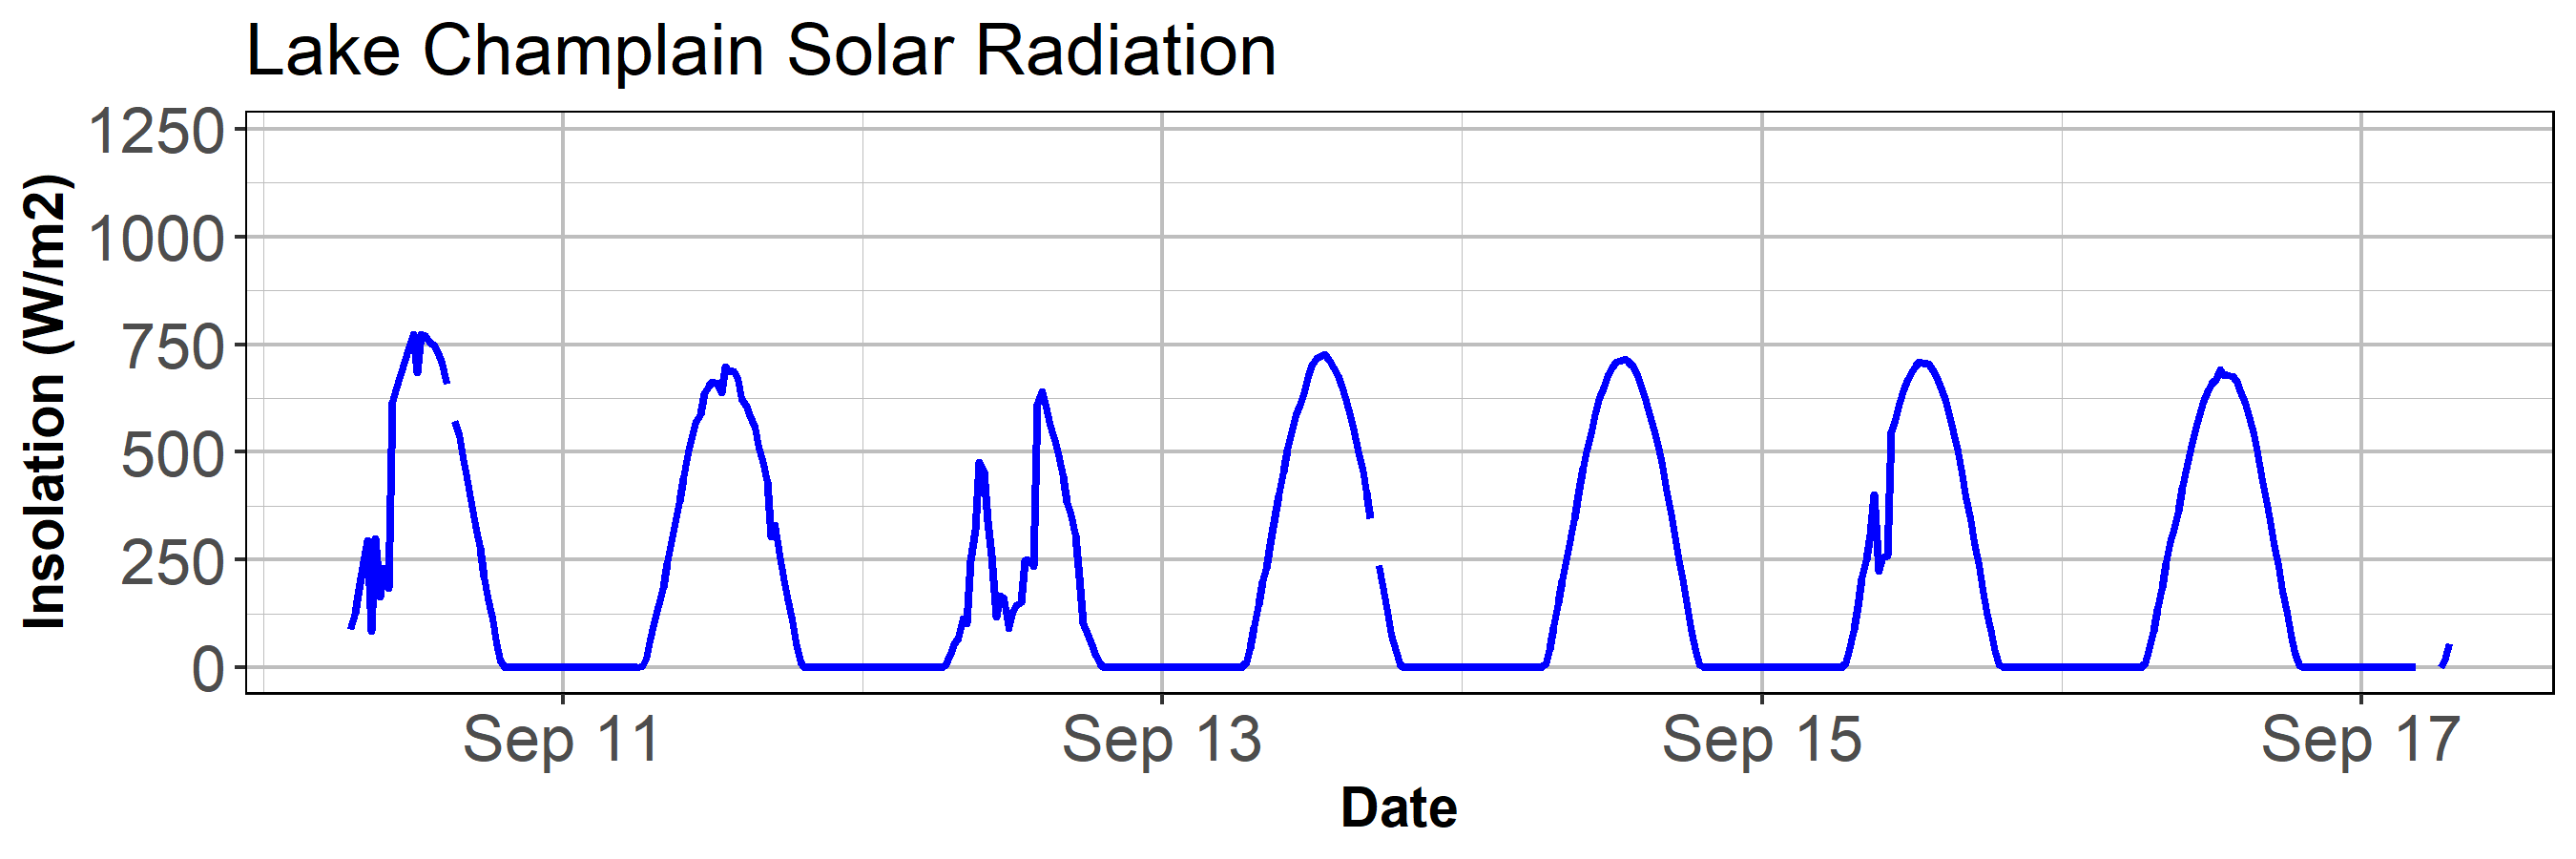 Lake Champlain Solar Radiation
1250
1000
750
500
250
0
Insolation (W/m2)
Sep 11 Sep 13 Sep 15 Sep 17
Date